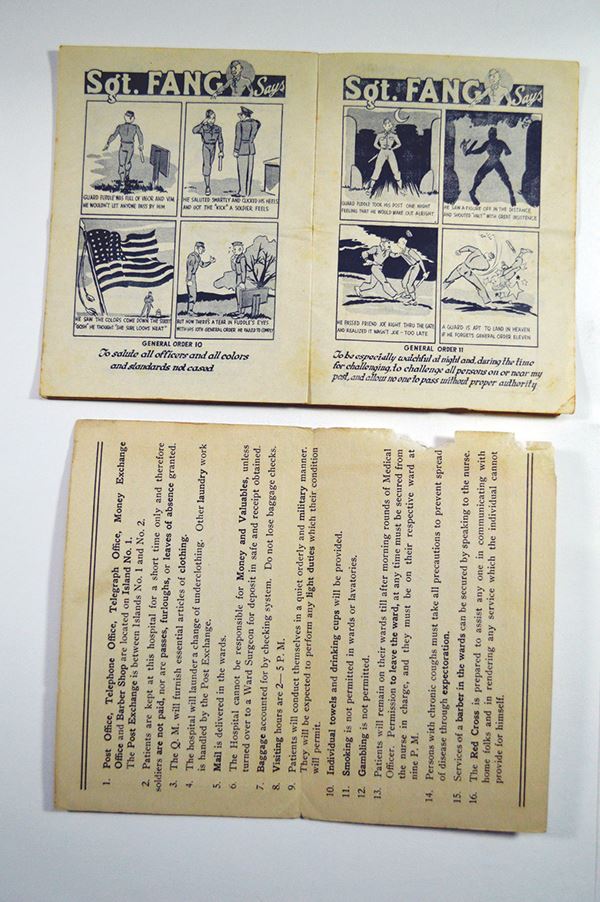 Sgt. FANG Says
GUARD FUDDLE WAS FULL OF VIGOR AND VIM,
HE WOULDN'T LET ANYONE PASS BY HIM.
HE SALUTED SMARTLY AND CLICKED HIS HEELS
AND GOT THE "KICK" A SOLDIER FEELS.
HE SAW THE COLORS COME DOWN THE STREET
"GOSH" HE THOUGHT "SHE SURE LOOKS NEAT"
BUT NOW THERE'S A TEAR IN FUDDLE'S EYES
WITH HIS 10TH GENERAL ORDER HE FAILED TO COMPLY
GENERAL ORDER 10
To salute all officers and all colors
and standards not cased
Sgt. FANG Says
GUARD FUDDLE TOOK HIS POST ONE NIGHT
FEELING THAT HE WOULD MAKE OUT ALRIGHT.
HE SAW A FIGURE OFF IN THE DISTANCE
AND SHOUTED "HALT" WITH GREAT INSISTENCE.
HE PASSED FRIEND JOE RIGHT THRU THE GATE
AND REALIZED IT WASN'T JOE - TOO LATE.
A GUARD IS APT TO LAND IN HEAVEN
IF HE FORGETS GENERAL ORDER ELEVEN
GENERAL ORDER 11
To be especially watchful at night and, during the time
for challenging, to challenge all persons on or near my
post, and allow no one to pass without proper authority
1. Post Office, Telephone Office, Telegraph Office, Money Exchange
Office and Barber Shop are located on Island No. 1.
The Post Exchange is between Islands No. 1 and No. 2.
2. Patients are kept at this hospital for a short time only and therefore
soldiers are not paid, nor are passes, furloughs, or leaves of absence granted.
3. The Q. M. will furnish essential articles of clothing.
4. The hospital will launder a change of underclothing. Other laundry work
is handled by the Post Exchange.
5. Mail is delivered in the wards.
6. The Hospital cannot be responsible for Money and Valuables, unless
turned over to a Ward Surgeon for deposit in safe and receipt obtained.
7. Baggage accounted for by checking system. Do not lose baggage checks.
8. Visiting hours are 2—5 P. M.
9. Patients will conduct themselves in a quiet orderly and military manner.
They will be expected to perform any light duties which their condition
will permit.
10. Individual towels and drinking cups will be provided.
11. Smoking is not permitted in wards or lavatories.
12. Gambling is not permitted.
13. Patients will remain on their wards till after morning rounds of Medical
Officer. Permission to leave the ward, at any time must be secured from
the nurse in charge, and they must be on their respective ward at
nine P. M.
14. Persons with chronic coughs must take all precautions to prevent spread
of disease through expectoration.
15. Services of a barber in the wards can be secured by speaking to the nurse.
16. The Red Cross is prepared to assist any one in communicating with
home folks and in rendering any service which the individual cannot
provide for himself.